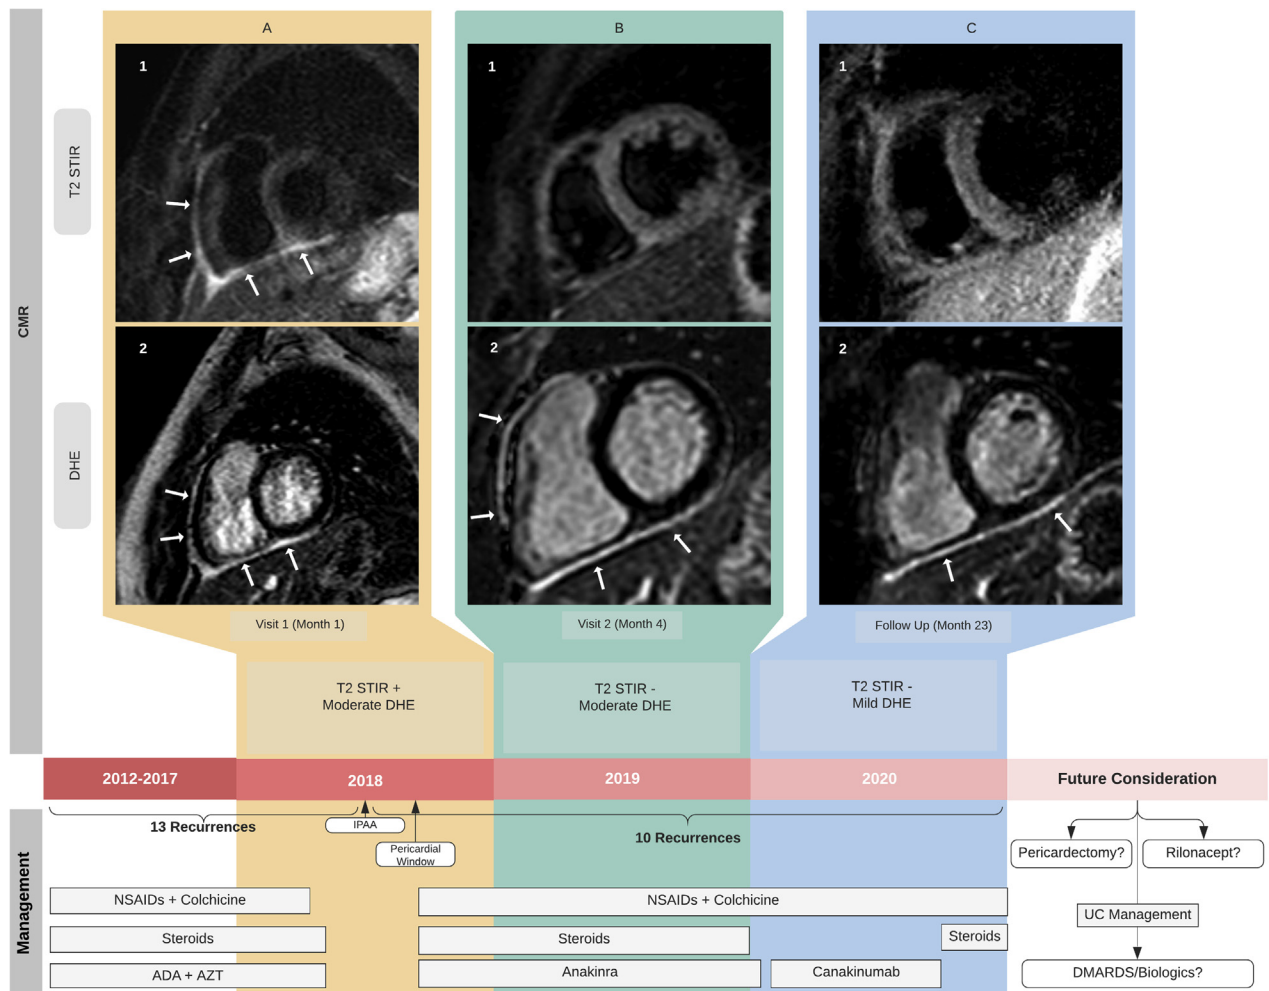 A
B
C
CMR
T2 STIR
1
1
1
DHE
2
2
2
Visit 1 (Month 1)
Visit 2 (Month 4)
Follow Up (Month 23)
T2 STIR +
Moderate DHE
T2 STIR -
Moderate DHE
T2 STIR -
Mild DHE
2012-2017
2018
2019
2020
Future Consideration
Management
13 Recurrences
IPAA
Pericardial
Window
10 Recurrences
Pericardectomy?
Rilonacept?
NSAIDs + Colchicine
NSAIDs + Colchicine
UC Management
Steroids
Steroids
Steroids
ADA + AZT
Anakinra
Canakinumab
DMARDS/Biologics?